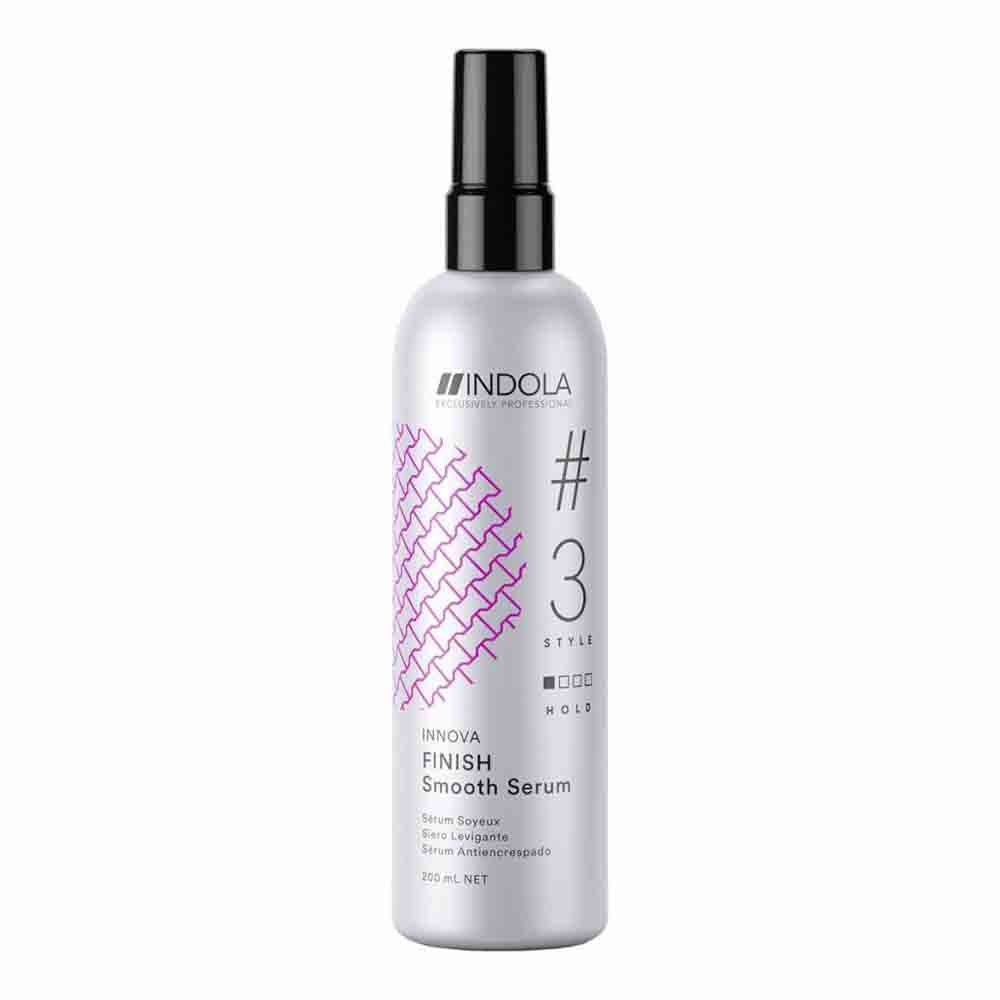 INDOLA
EXCLUSIVELY PROFESSIONAL
#
3
STYLE
HOLD
INNOVA
FINISH
Smooth Serum
Sérum Soyeux
Siero Levigante
Sérum Antiencrespado
200 mL NET